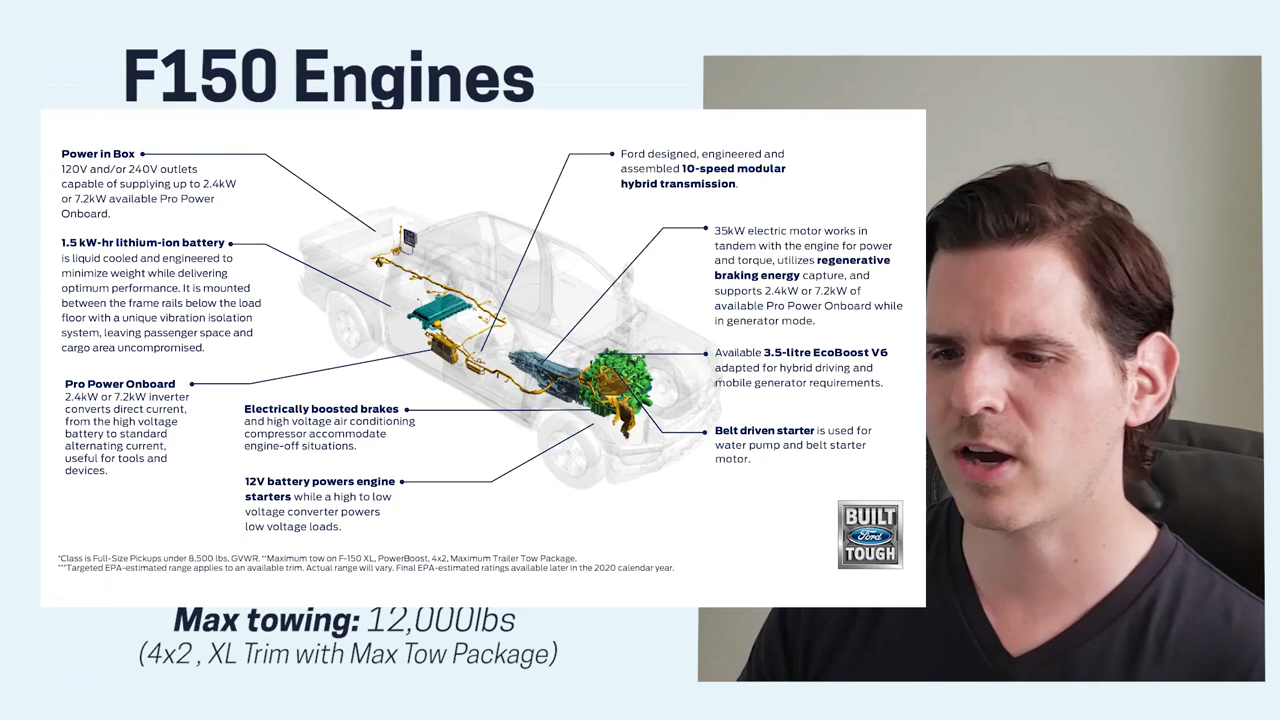 F150 Engines
Power in Box
120V and/or 240V outlets
capable of supplying up to 2.4kW
or 7.2kW available Pro Power
Onboard.
1.5 kW-hr lithium-ion battery
is liquid cooled and engineered to
minimize weight while delivering
optimum performance. It is mounted
between the frame rails below the load
floor with a unique vibration isolation
system, leaving passenger space and
cargo area uncompromised.
Pro Power Onboard
2.4kW or 7.2kW inverter
converts direct current,
from the high voltage
battery to standard
alternating current,
useful for tools and
devices.
Electrically boosted brakes
and high voltage air conditioning
compressor accommodate
engine-off situations.
12V battery powers engine
starters while a high to low
voltage converter powers
low voltage loads.
Ford designed, engineered and
assembled 10-speed modular
hybrid transmission.
35kW electric motor works in
tandem with the engine for power
and torque, utilizes regenerative
braking energy capture, and
supports 2.4kW or 7.2kW of
available Pro Power Onboard while
in generator mode.
Available 3.5-litre EcoBoost V6
adapted for hybrid driving and
mobile generator requirements.
Belt driven starter is used for
water pump and belt starter
motor.
BUILT
Ford
TOUGH
*Class is Full-Size Pickups under 8,500 lbs. GVWR. **Maximum tow on F-150 XL, PowerBoost, 4x2, Maximum Trailer Tow Package.
***Targeted EPA-estimated range applies to an available trim. Actual range will vary. Final EPA-estimated ratings available later in the 2020 calendar year.
Max towing: 12,000lbs
(4x2 , XL Trim with Max Tow Package)